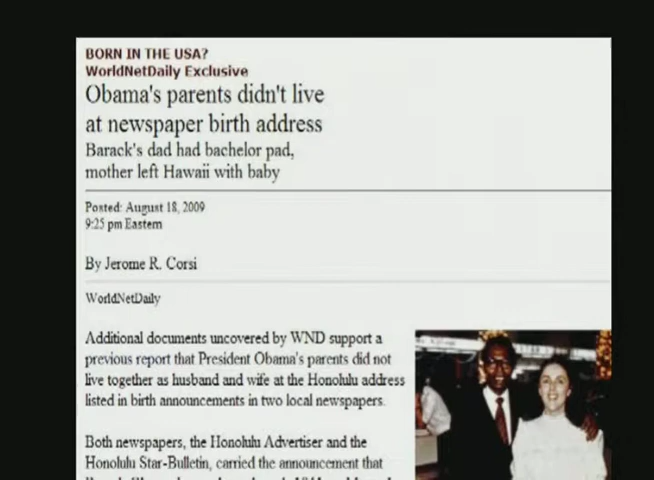 BORN IN THE USA?
WorldNetDaily Exclusive
Obama's parents didn't live
at newspaper birth address
Barack's dad had bachelor pad,
mother left Hawaii with baby
Posted: August 18, 2009
9:25 pm Eastern
By Jerome R. Corsi
WorldNetDaily
Additional documents uncovered by WND support a
previous report that President Obama's parents did not
live together as husband and wife at the Honolulu address
listed in birth announcements in two local newspapers.
Both newspapers, the Honolulu Advertiser and the
Honolulu Star-Bulletin, carried the announcement that